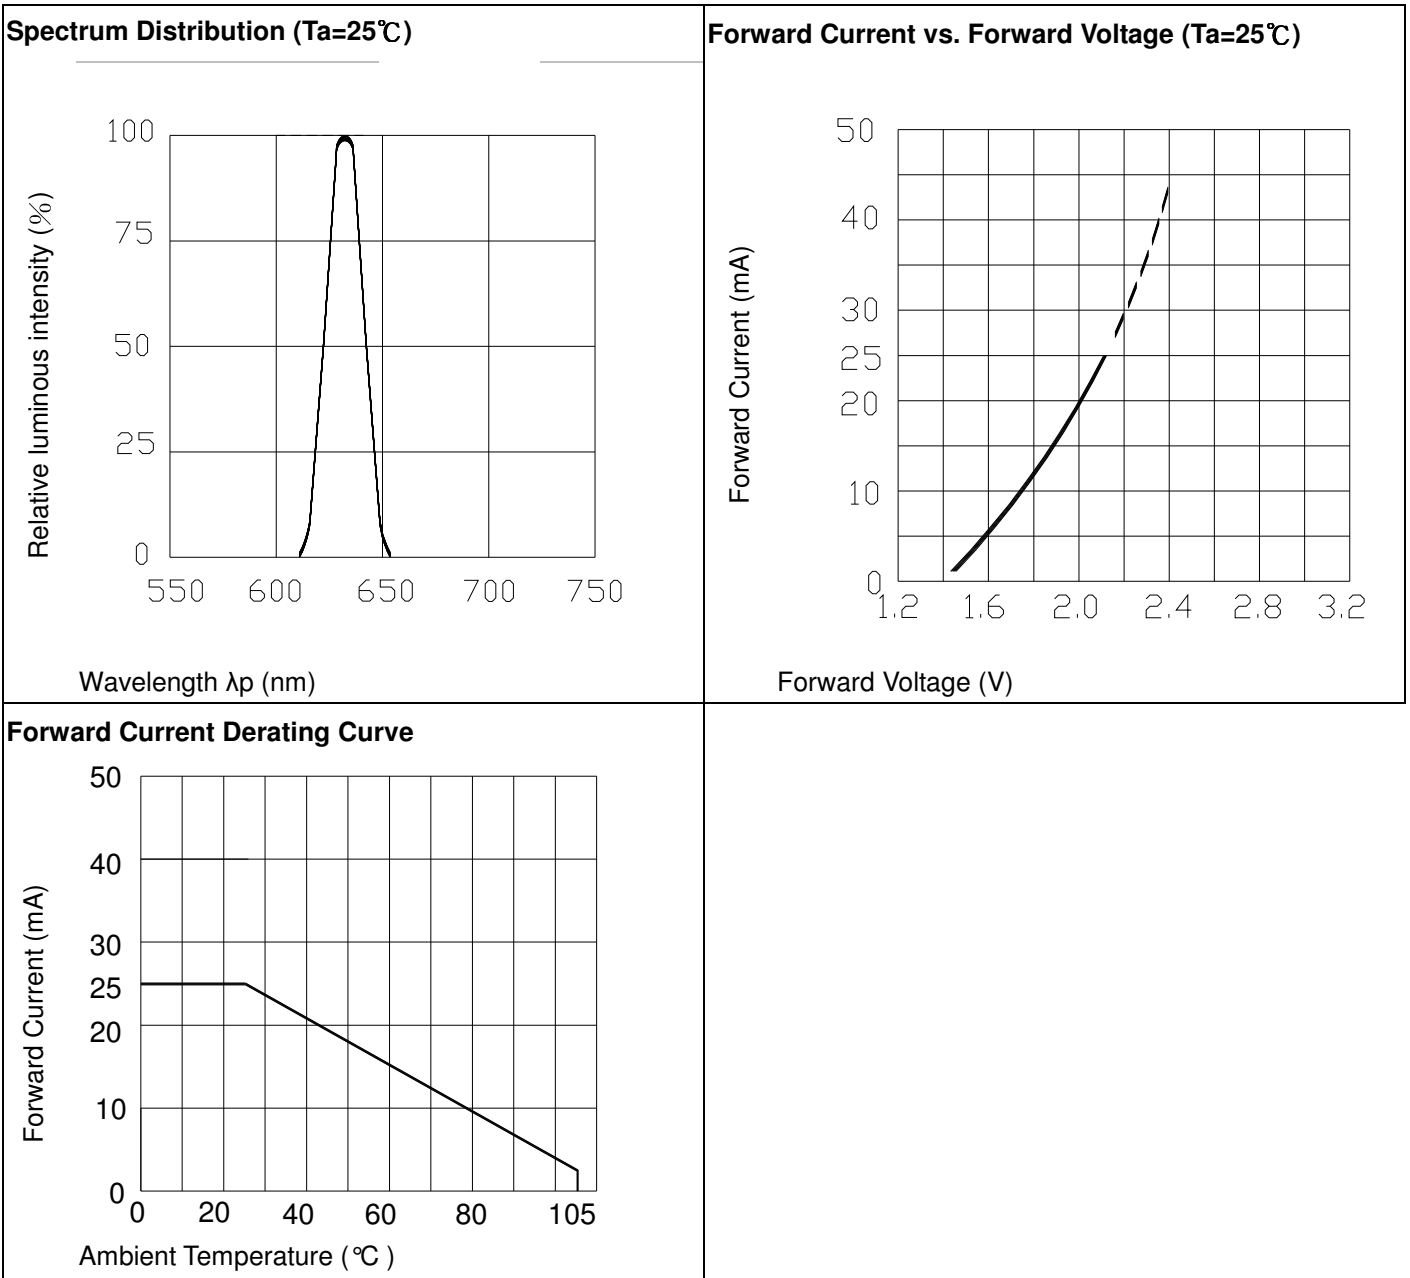 Spectrum Distribution (Ta=25℃)
Relative luminous intensity (%)
100
75
50
25
0
550 600 650 700 750
Wavelength λp (nm)
Forward Current vs. Forward Voltage (Ta=25℃)
Forward Current (mA)
50
40
30
25
20
10
0
1.2 1.6 2.0 2.4 2.8 3.2
Forward Voltage (V)
Forward Current Derating Curve
Forward Current (mA)
50
40
30
25
20
10
0
0 20 40 60 80 105
Ambient Temperature ( ℃ )